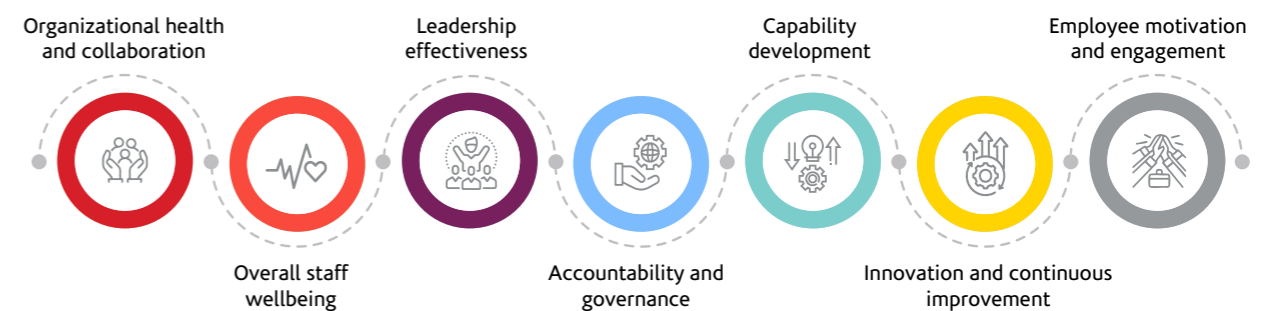 Organizational health
and collaboration
Overall staff
wellbeing
Leadership
effectiveness
Accountability and
governance
Capability
development
Innovation and continuous
improvement
Employee motivation
and engagement